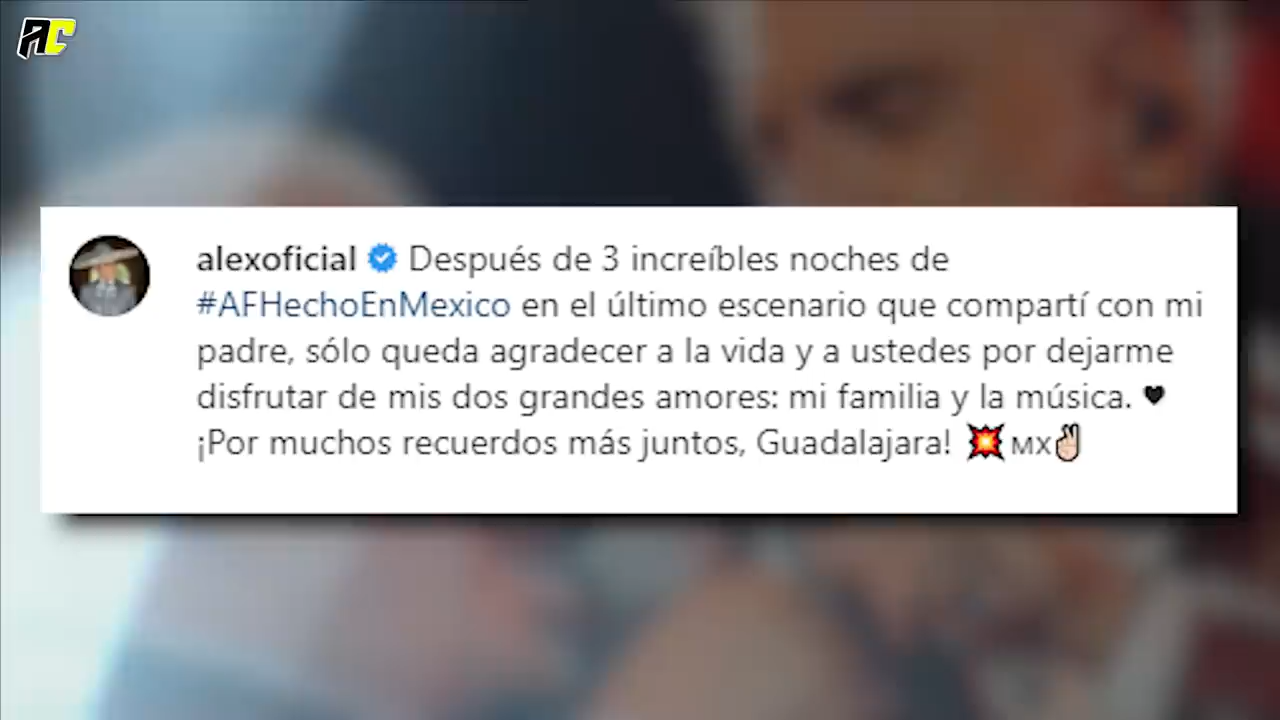 AC
alexoficial Después de 3 increíbles noches de
#AFHechoEnMexico en el último escenario que compartí con mi
padre, sólo queda agradecer a la vida y a ustedes por dejarme
disfrutar de mis dos grandes amores: mi familia y la música. 🖤
¡Por muchos recuerdos más juntos, Guadalajara! 💥 MX✌🏻